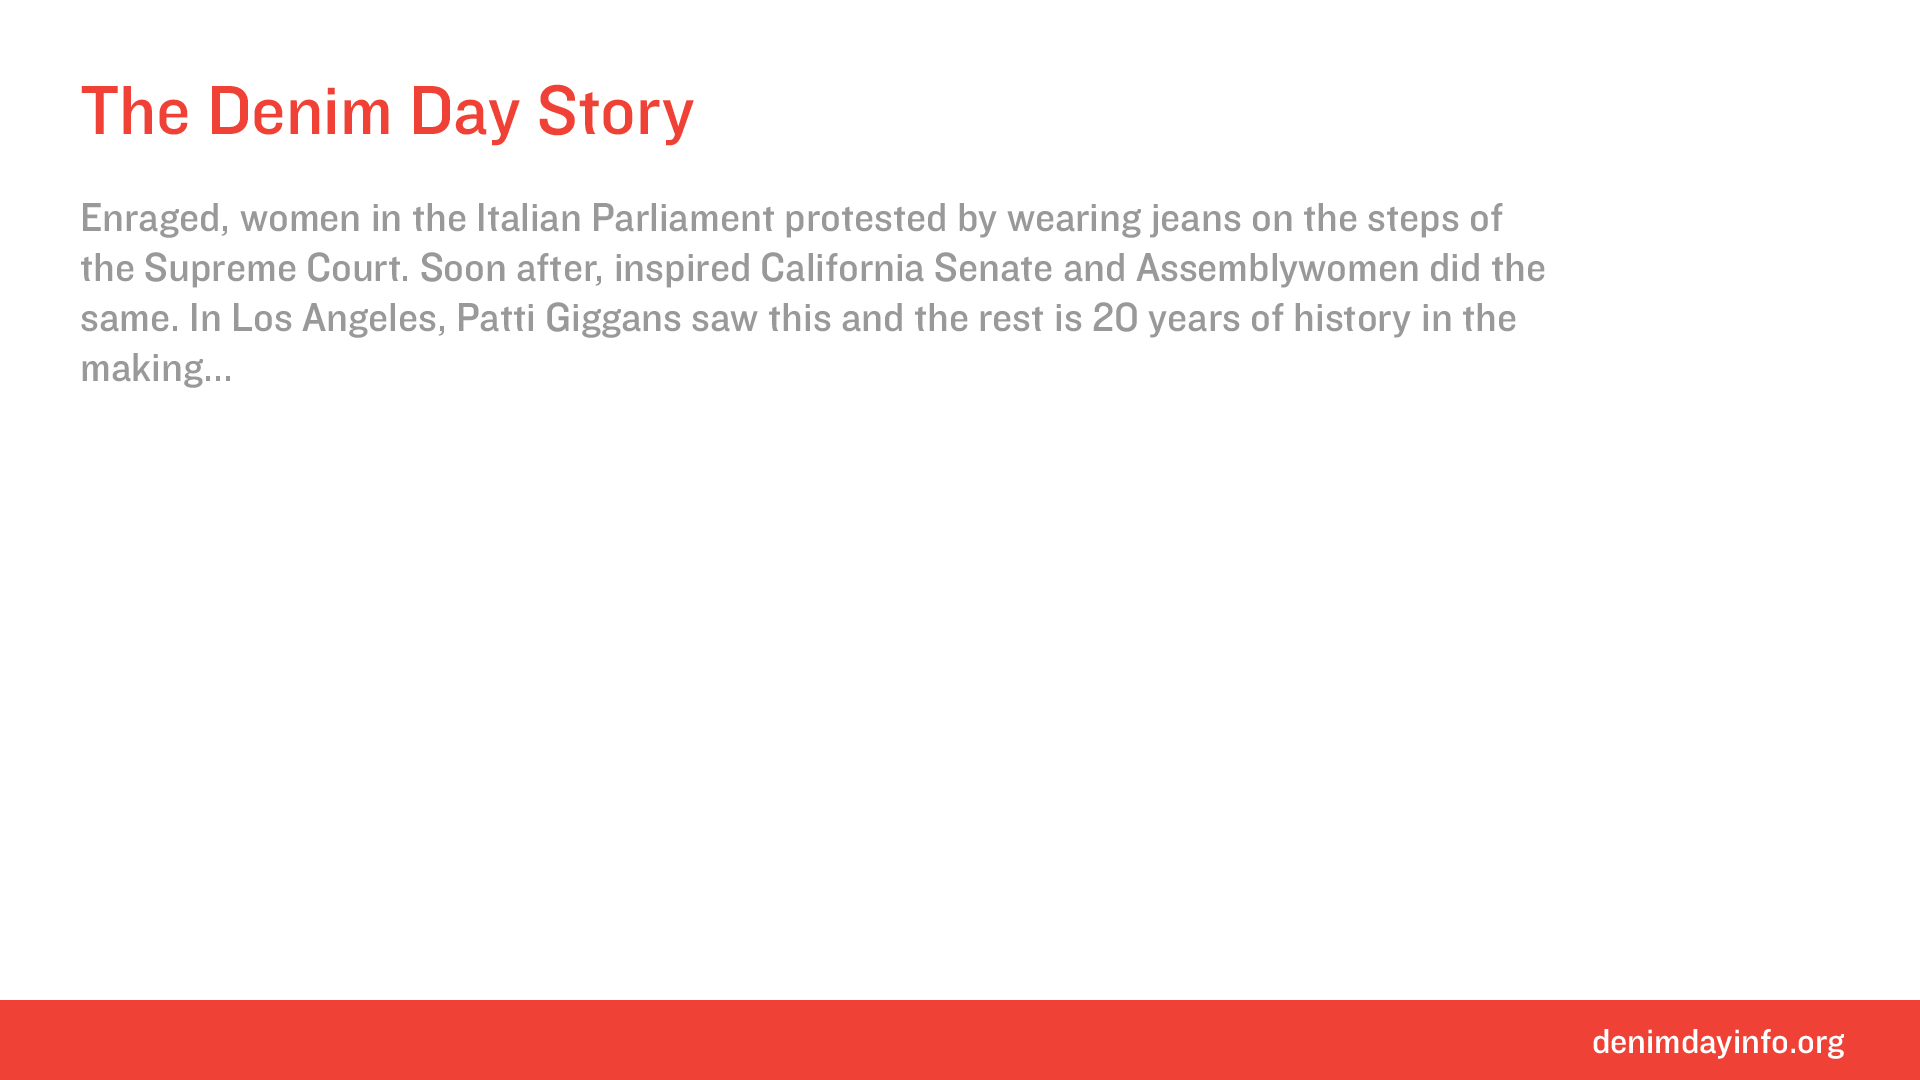 The Denim Day Story
Enraged, women in the Italian Parliament protested by wearing jeans on the steps of
the Supreme Court. Soon after, inspired California Senate and Assemblywomen did the
same. In Los Angeles, Patti Giggans saw this and the rest is 20 years of history in the
making...
denimdayinfo.org